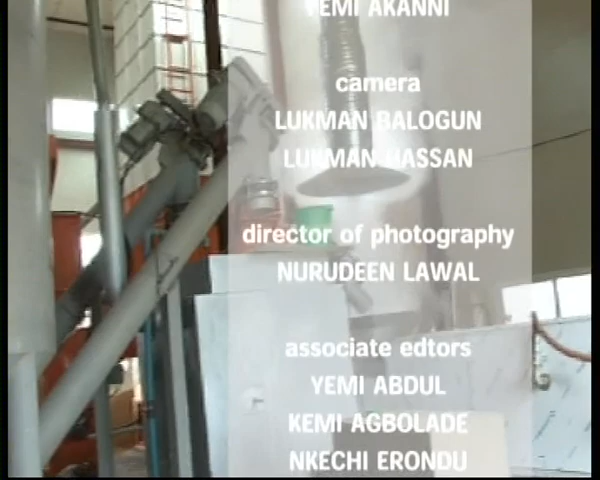 YEMI AKANNI
camera
LUKMAN BALOGUN
LUKMAN HASSAN
director of photography
NURUDEEN LAWAL
associate edtors
YEMI ABDUL
KEMI AGBOLADE
NKECHI ERONDU